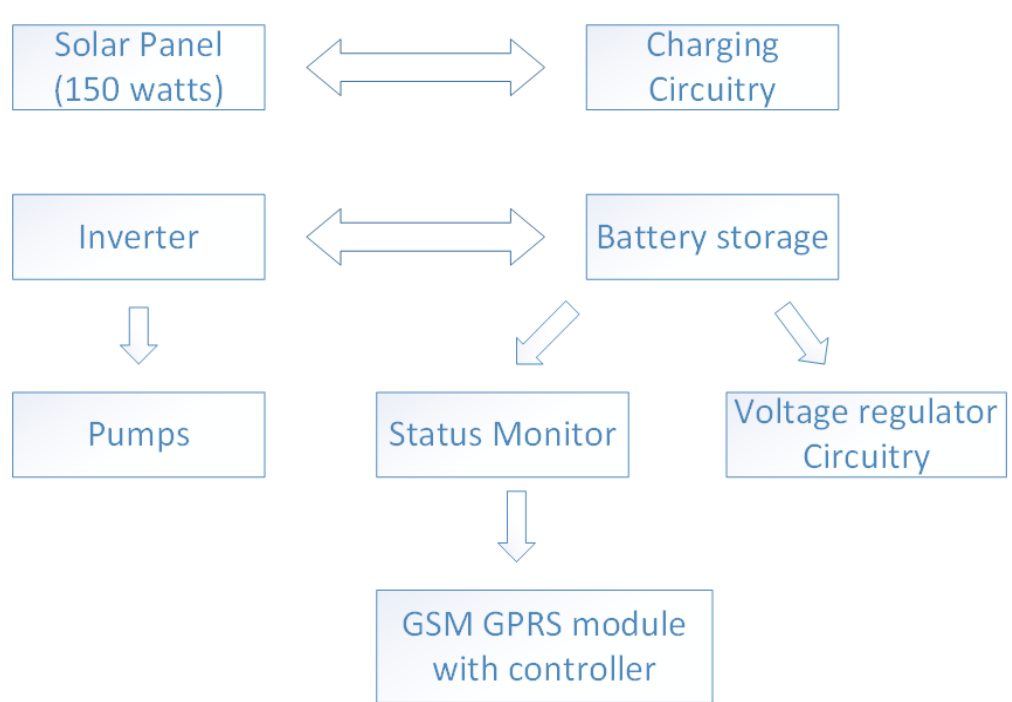 Solar Panel
(150 watts)
Charging
Circuitry
Inverter
Battery storage
Pumps
Status Monitor
Voltage regulator
Circuitry
GSM GPRS module
with controller